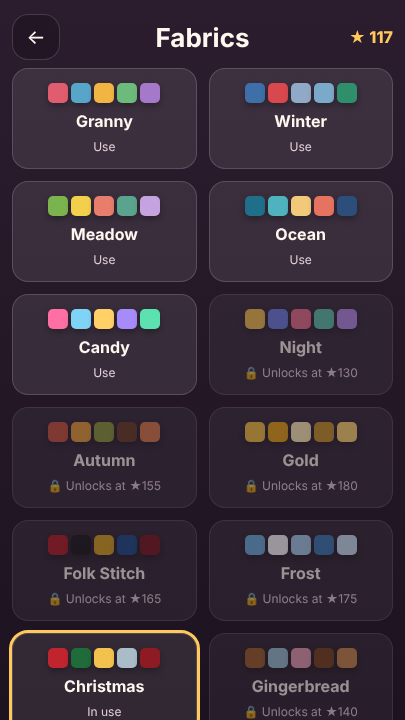 ← Fabrics ★ 117
Granny
Use
Winter
Use
Meadow
Use
Ocean
Use
Candy
Use
Night
🔒 Unlocks at ★130
Autumn
🔒 Unlocks at ★155
Gold
🔒 Unlocks at ★180
Folk Stitch
🔒 Unlocks at ★165
Frost
🔒 Unlocks at ★175
Christmas
In use
Gingerbread
🔒 Unlocks at ★140